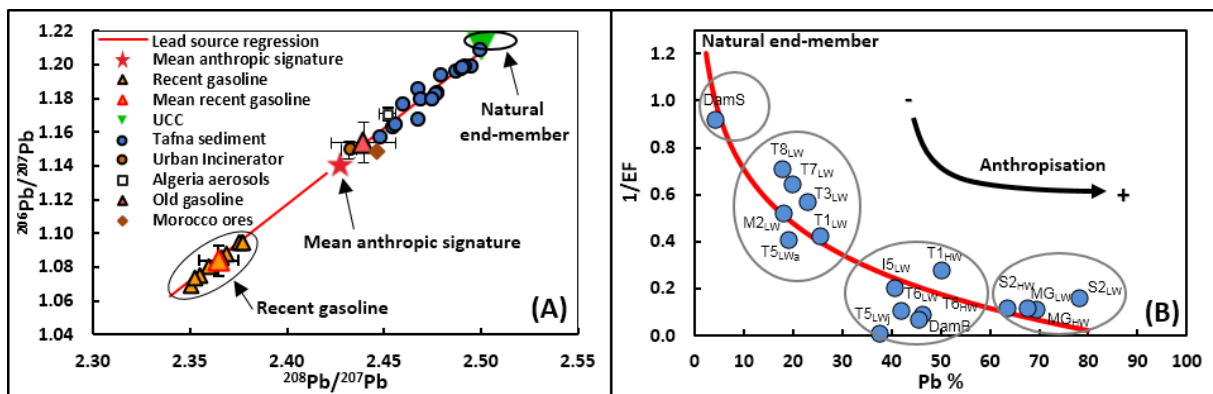 1.22
1.20
1.18
1.16
1.14
1.12
1.10
1.08
1.06
1.04
206Pb/207Pb
Lead source regression
Mean anthropic signature
Recent gasoline
Mean recent gasoline
UCC
Tafna sediment
Urban Incinerator
Algeria aerosols
Old gasoline
Morocco ores
Natural
end-member
Mean anthropic signature
Recent gasoline
(A)
2.30
2.35
2.40
2.45
2.50
2.55
208Pb/207Pb
1.2
1.0
0.8
0.6
0.4
0.2
0.0
1/EF
Natural end-member
DamS
-
Anthropisation
+
T8LW
T7LW
T3LW
M2LW
T1LW
T5LWa
T1HW
I5LW
T6LW
T6HW
T5LWj
DamB
S2HW
MGLW
S2LW
MGHW
(B)
0
10
20
30
40
50
60
70
80
90
100
Pb %